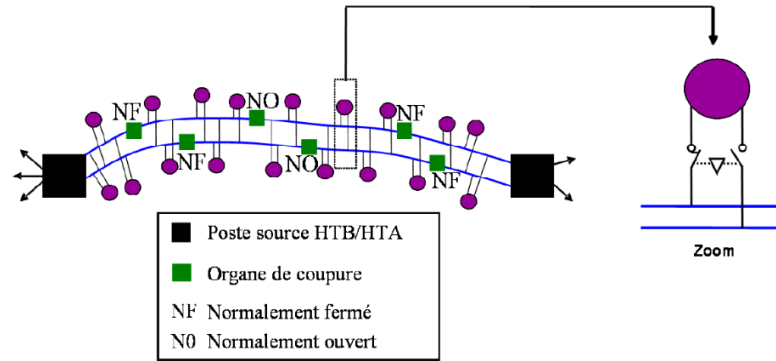 NF
NO
NF
NF
NO
NF
Poste source HTB/HTA
Organe de coupure
NF Normalement fermé
N0 Normalement ouvert
Zoom